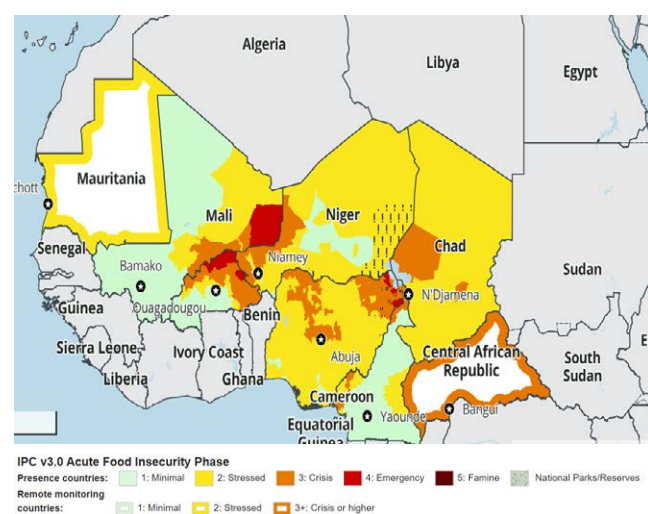 Algeria
Libya
Egypt
Mauritania
chott
Mali
Niger
Chad
Sudan
Senegal
Niamey
Bamako
N'Djamena
Ouagadougou
Benin
Guinea
Sierra Leone
Ivory Coast
Abuja
Central African
Republic
South
Sudan
E
Liberia
Ghana
Cameroon
Yaounde
Bangui
Equatorial
Guinea
IPC v3.0 Acute Food Insecurity Phase
Presence countries: 1: Minimal 2: Stressed 3: Crisis 4: Emergency 5: Famine National Parks/Reserves
Remote monitoring
countries: 1: Minimal 2: Stressed 3+: Crisis or higher